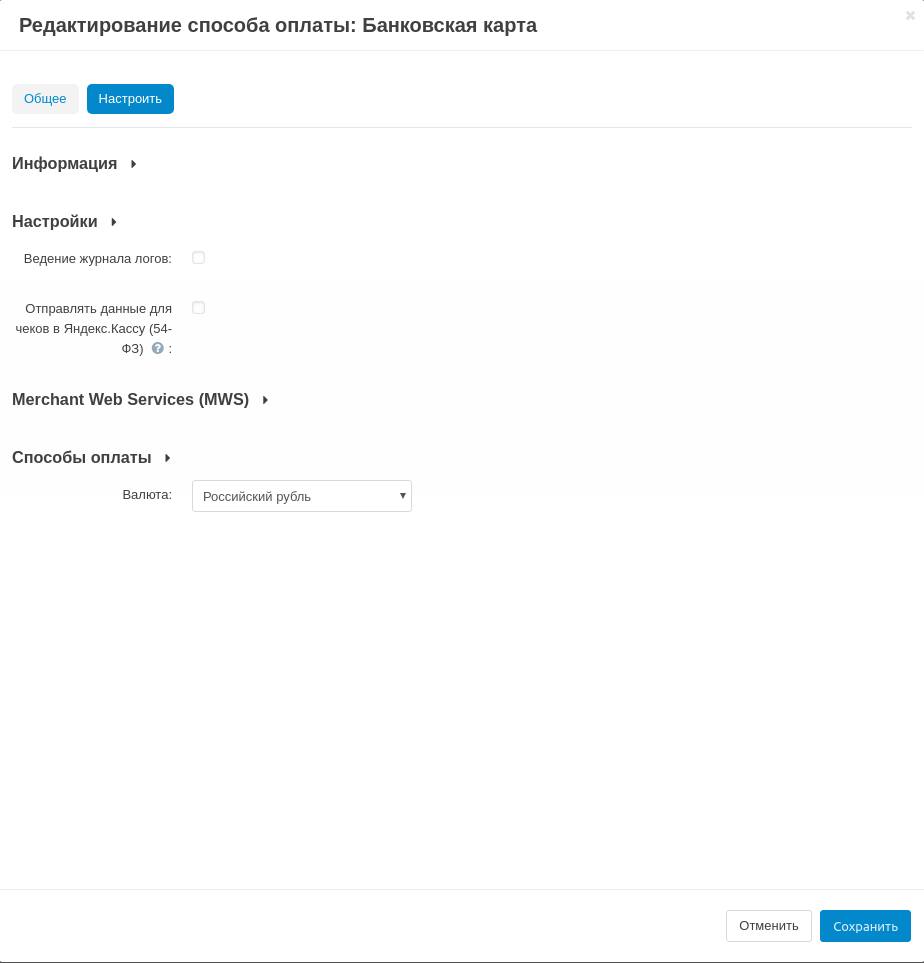 Редактирование способа оплаты: Банковская карта
Общее
Настроить
Информация
Настройки
Ведение журнала логов:
Отправлять данные для
чеков в Яндекс.Кассу (54-
ФЗ) ? :
Merchant Web Services (MWS)
Способы оплаты
Валюта:
Российский рубль
Отменить
Сохранить